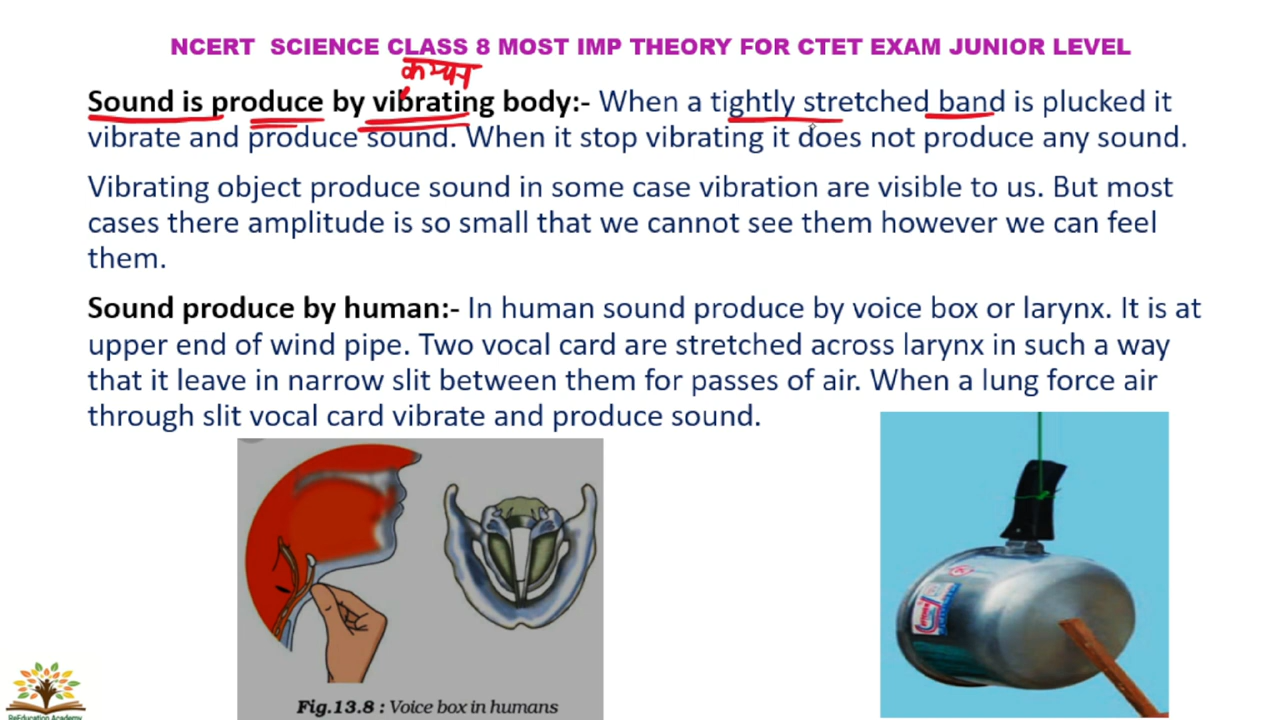 NCERT SCIENCE CLASS 8 MOST IMP THEORY FOR CTET EXAM JUNIOR LEVEL
कम्पन
Sound is produce by vibrating body:- When a tightly stretched band is plucked it
vibrate and produce sound. When it stop vibrating it does not produce any sound.
Vibrating object produce sound in some case vibration are visible to us. But most
cases there amplitude is so small that we cannot see them however we can feel
them.
Sound produce by human:- In human sound produce by voice box or larynx. It is at
upper end of wind pipe. Two vocal card are stretched across larynx in such a way
that it leave in narrow slit between them for passes of air. When a lung force air
through slit vocal card vibrate and produce sound.
Fig.13.8 : Voice box in humans
BeEducation Academy